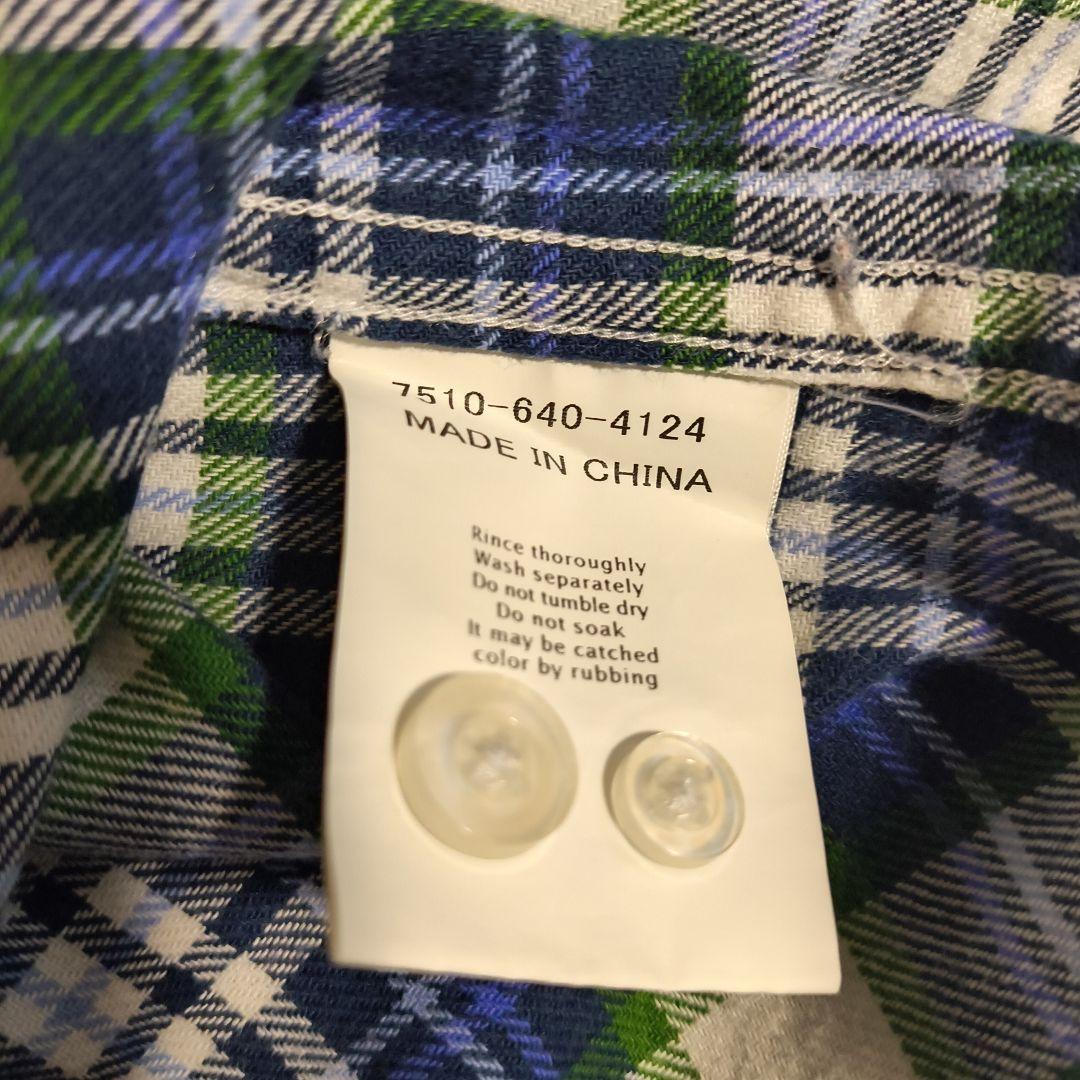 7510-640-4124
MADE IN CHINA
Rince thoroughly
Wash separately
Do not tumble dry
Do not soak
It may be catched
color by rubbing